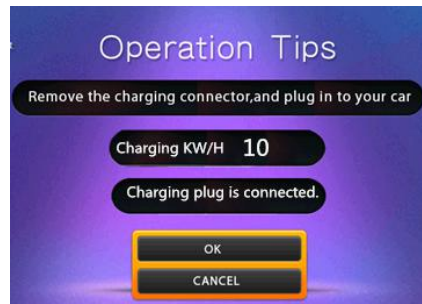 Operation Tips
Remove the charging connector,and plug in to your car
Charging KW/H 10
Charging plug is connected.
OK
CANCEL